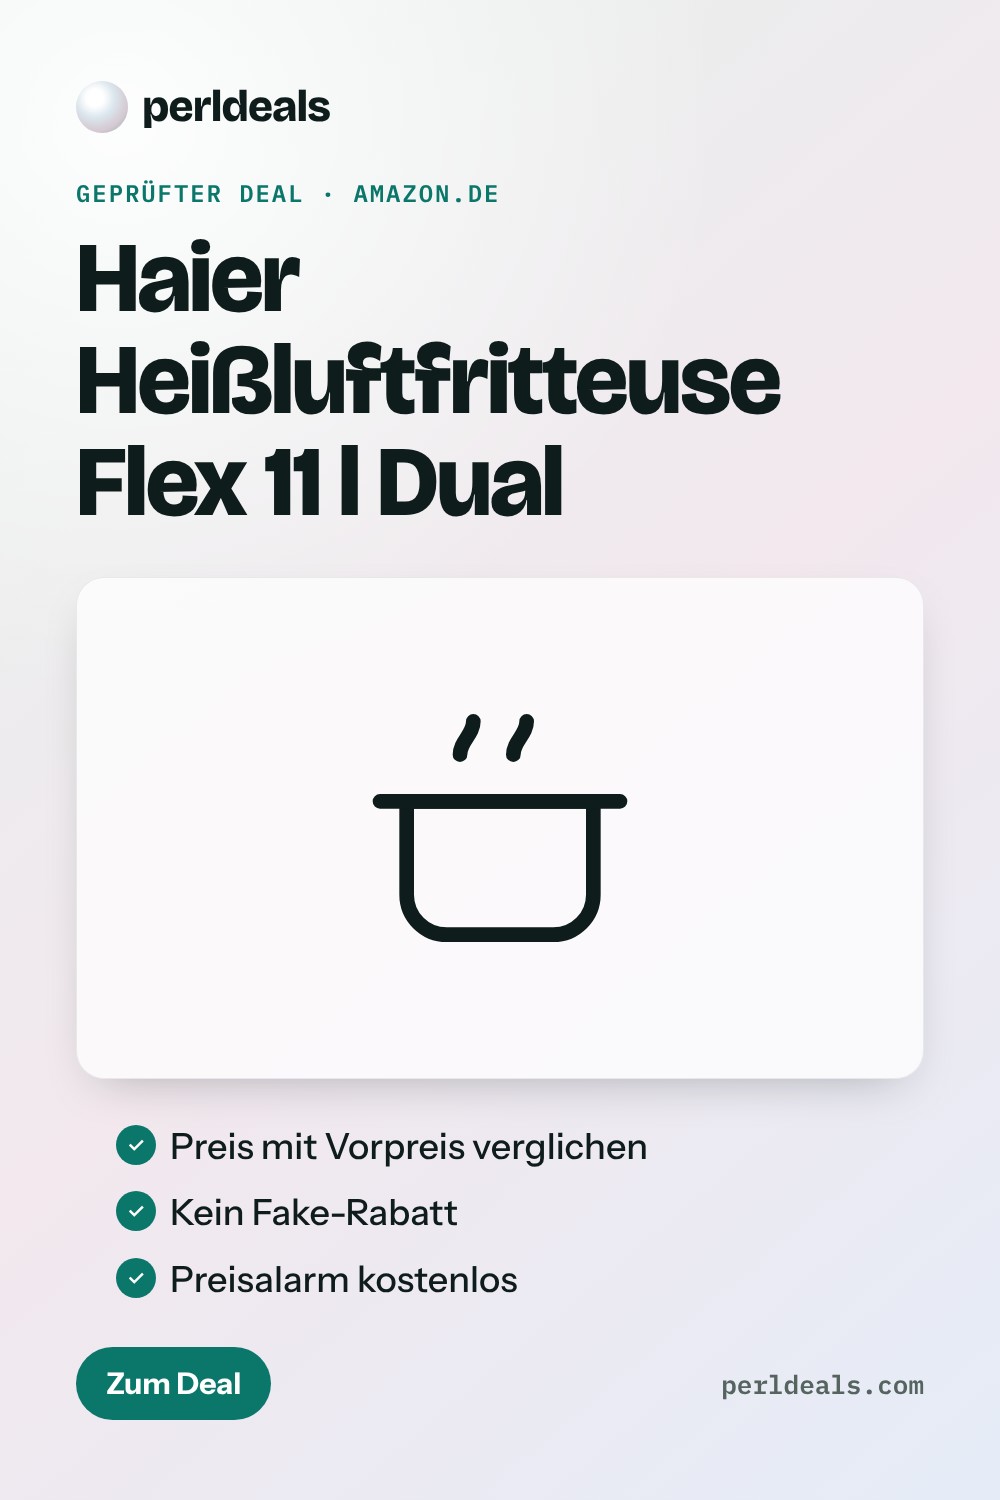 perldeals
GEPRÜFTER DEAL · AMAZON.DE
Haier
Heißluftfritteuse
Flex 11 l Dual
Preis mit Vorpreis verglichen
Kein Fake-Rabatt
Preisalarm kostenlos
Zum Deal
perldeals.com